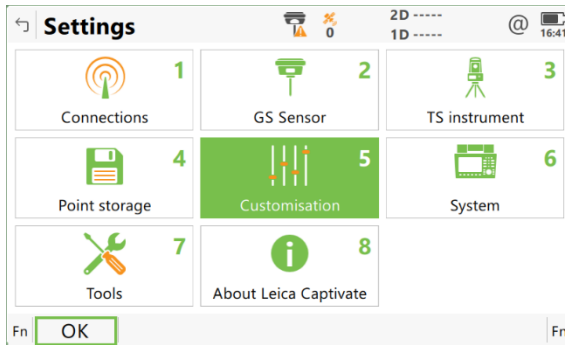 Settings
0
2D -----
1D -----
@
16:41
1
Connections
2
GS Sensor
3
TS instrument
4
Point storage
5
Customisation
6
System
7
Tools
8
About Leica Captivate
Fn
OK
Fn